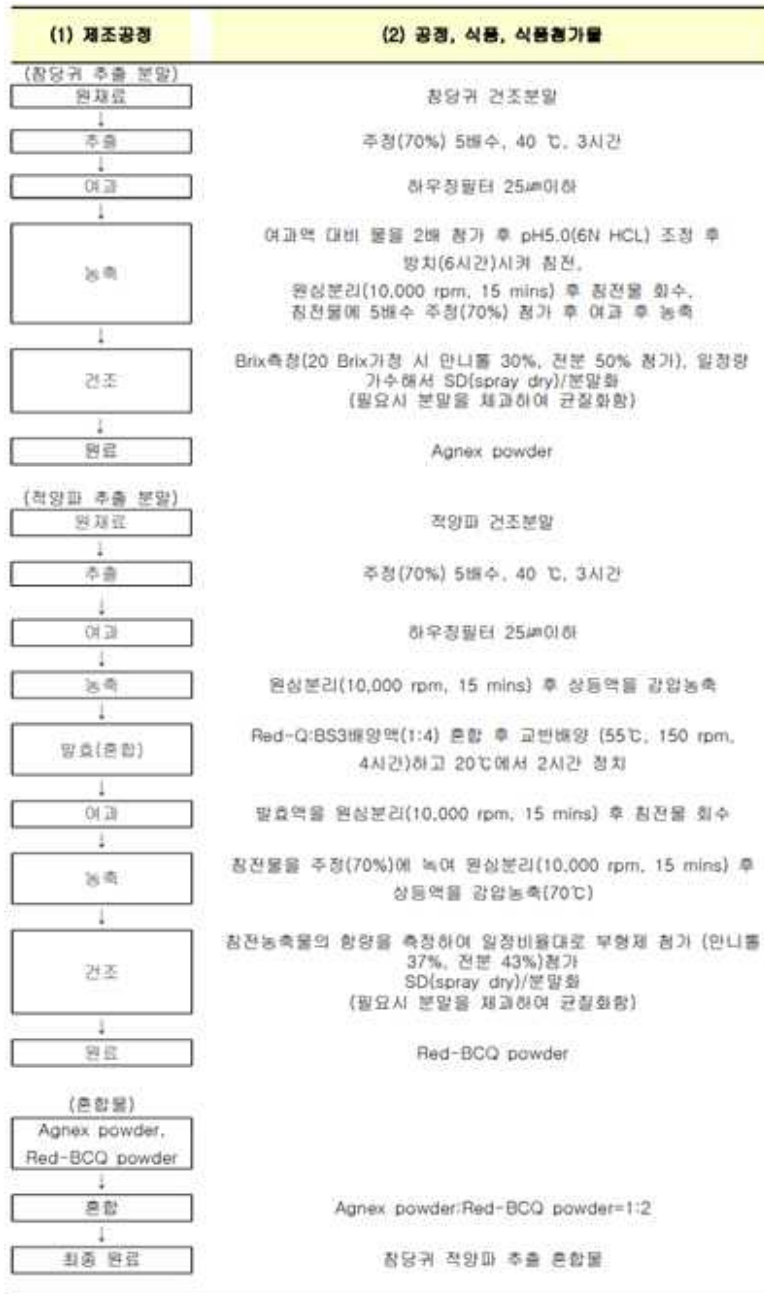 (1) 제조공정 (2) 공정, 식품, 식품첨가물
(참당귀 추출 분말)
원재료 참당귀 건조분말
↓
추출 주정(70%) 5배수, 40 ℃, 3시간
↓
여과 하우징필터 25㎛이하
↓
여과액 대비 물을 2배 첨가 후 pH5.0(6N HCL) 조정 후
농축 방치(6시간)시켜 침전,
원심분리(10,000 rpm, 15 mins) 후 침전물 회수,
침전물에 5배수 주정(70%) 첨가 후 여과 후 농축
↓
Brix측정(20 Brix가정 시 만니톨 30%, 전분 50% 첨가), 일정량
건조 가수해서 SD(spray dry)/분말화
(필요시 분말을 체과하여 균질화함)
↓
원료 Agnex powder
(적양파 추출 분말)
원재료 적양파 건조분말
↓
추출 주정(70%) 5배수, 40 ℃, 3시간
↓
여과 하우징필터 25㎛이하
↓
농축 원심분리(10,000 rpm, 15 mins) 후 상등액을 감압농축
↓
발효(혼합) Red-Q:BS3배양액(1:4) 혼합 후 교반배양 (55℃, 150 rpm,
4시간)하고 20℃에서 2시간 정치
↓
여과 발효액을 원심분리(10,000 rpm, 15 mins) 후 침전물 회수
↓
농축 침전물을 주정(70%)에 녹여 원심분리(10,000 rpm, 15 mins) 후
상등액을 감압농축(70℃)
↓
침전농축물의 함량을 측정하여 일정비율대로 부형제 첨가 (만니톨
37%, 전분 43%)첨가
건조 SD(spray dry)/분말화
(필요시 분말을 체과하여 균질화함)
↓
원료 Red-BCQ powder
(혼합물)
Agnex powder,
Red-BCQ powder
↓
혼합 Agnex powder:Red-BCQ powder=1:2
↓
최종 원료 참당귀 적양파 추출 혼합물